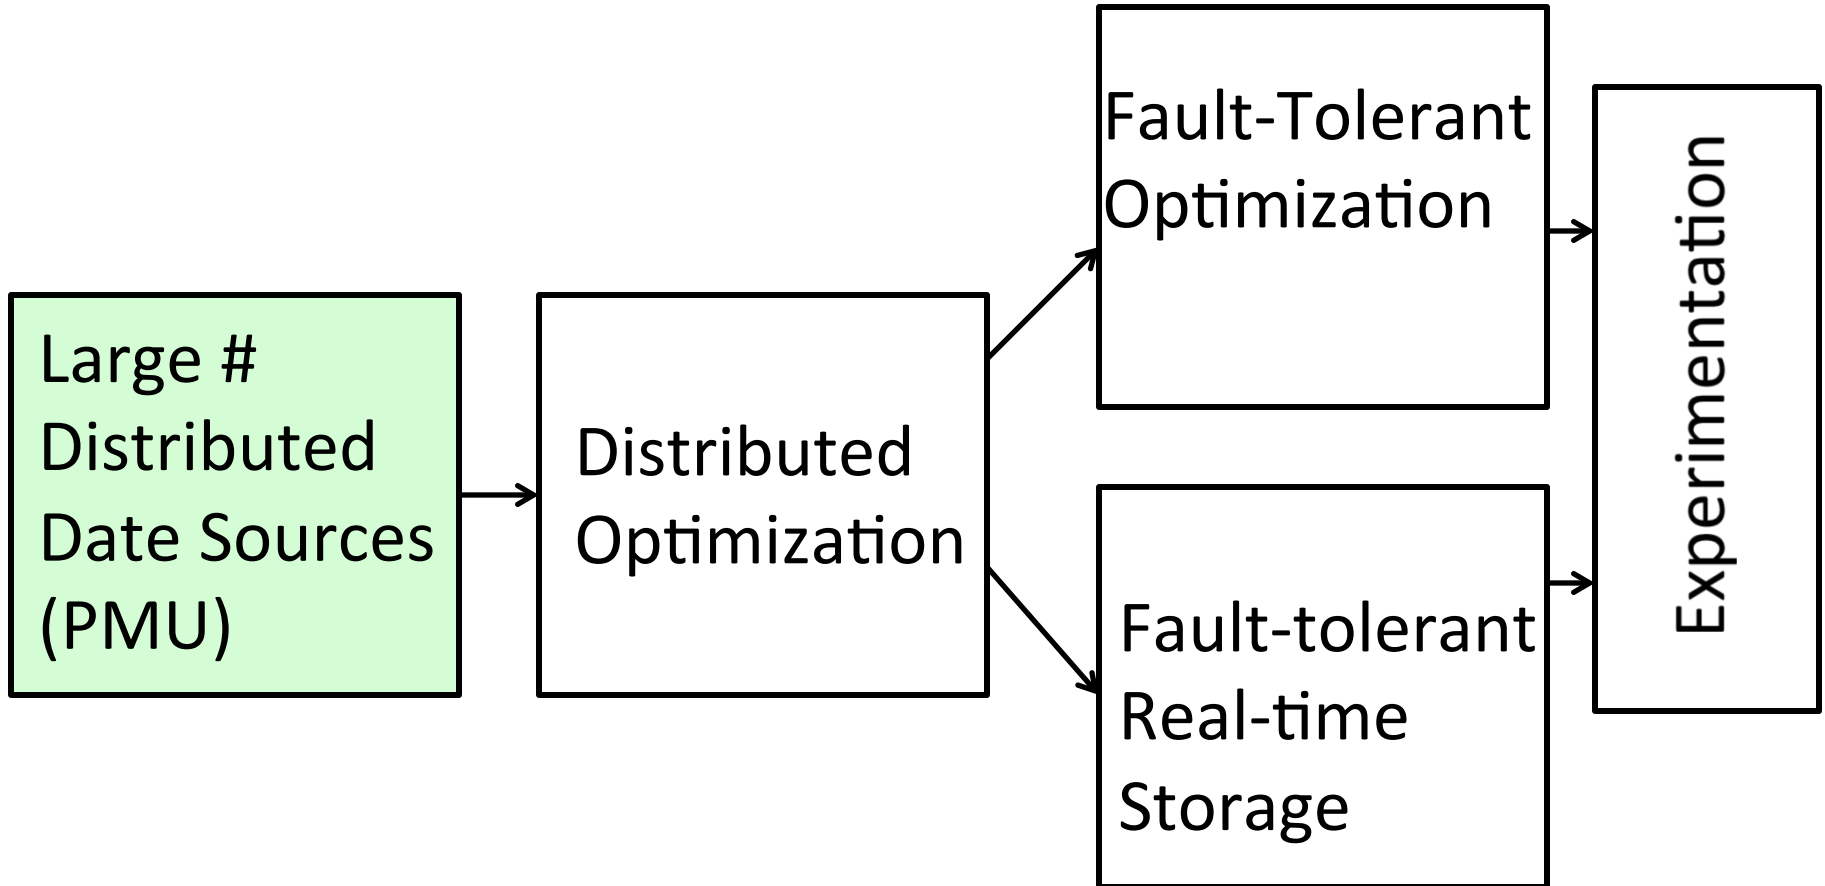 Large #
Distributed
Date Sources
(PMU)
Distributed
Optimization
Fault-Tolerant
Optimization
Fault-tolerant
Real-time
Storage
Experimentation